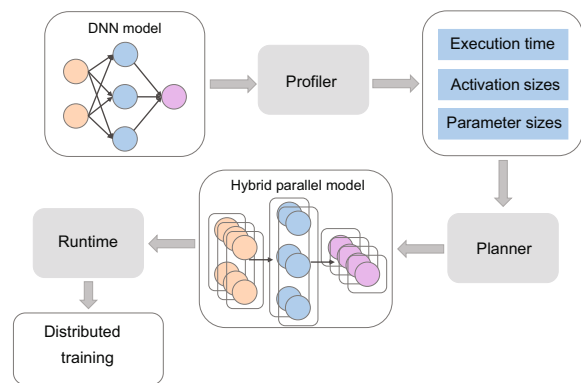 DNN model
Profiler
Execution time
Activation sizes
Parameter sizes
Planner
Hybrid parallel model
Runtime
Distributed
training